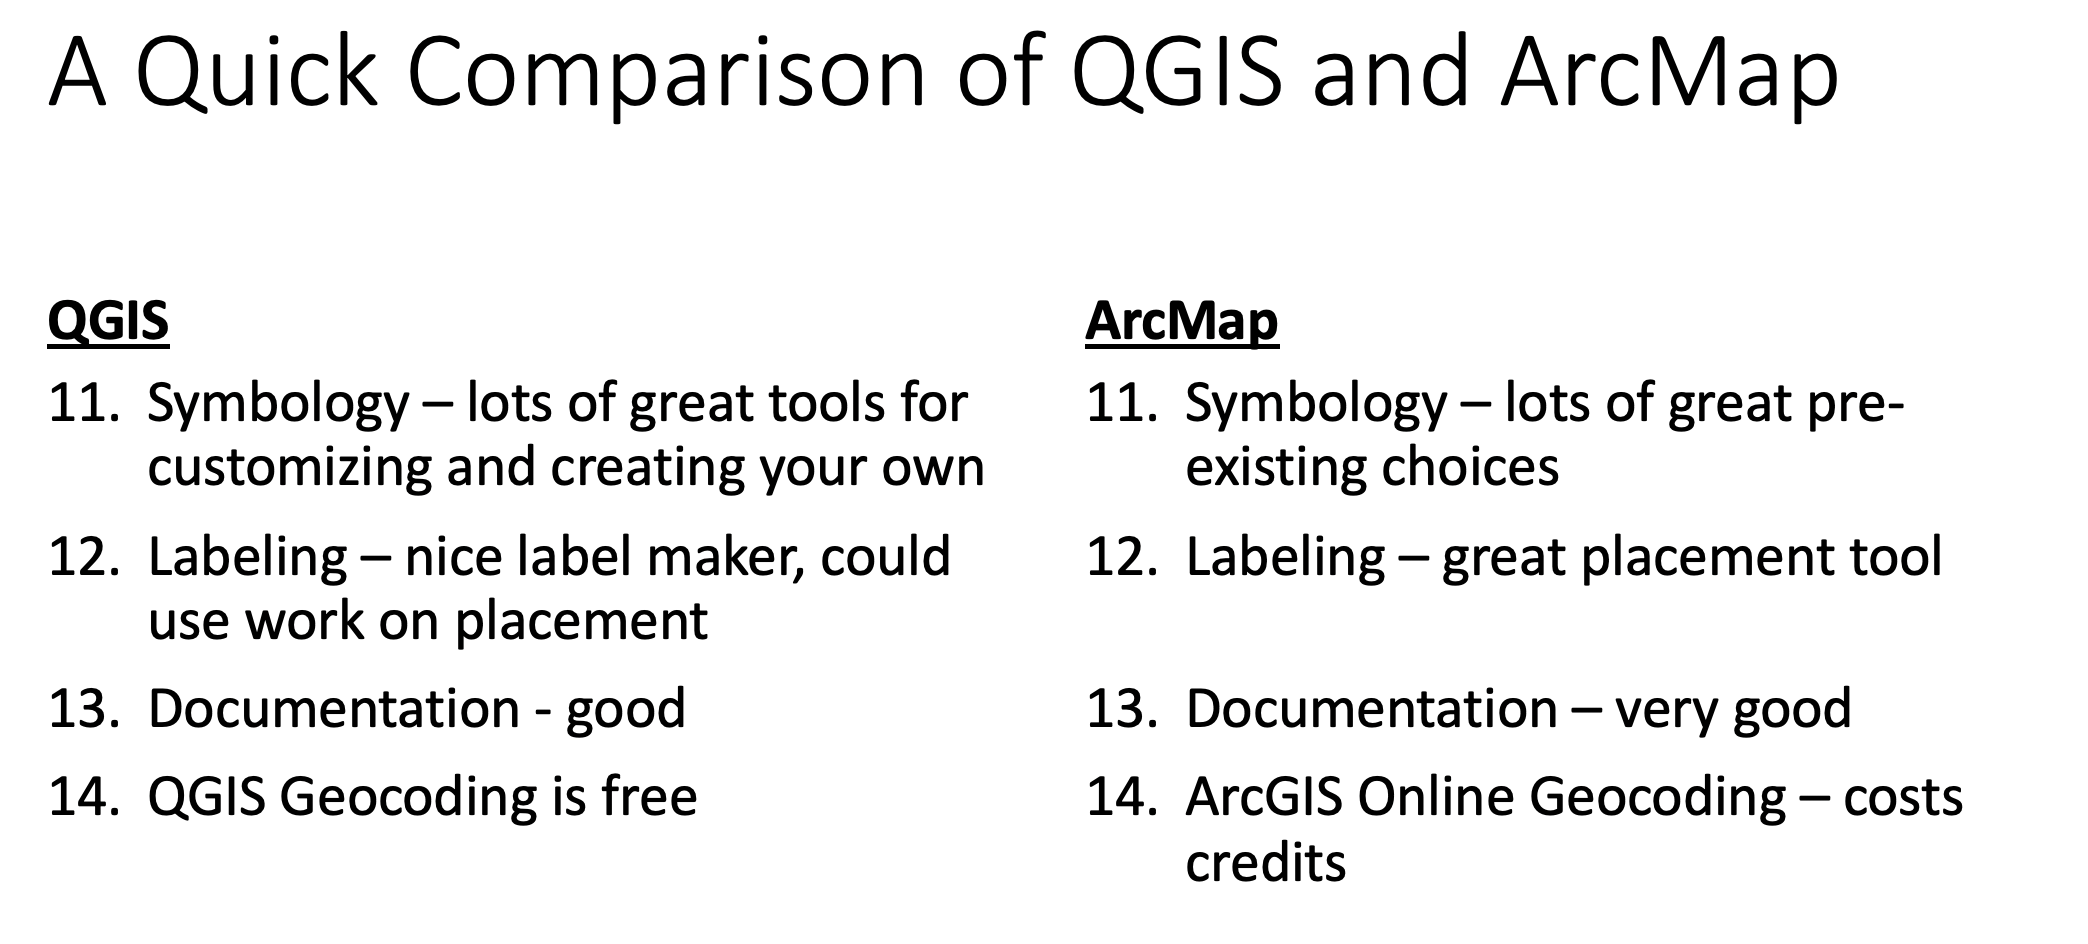 A Quick Comparison of QGIS and ArcMap
QGIS
11. Symbology – lots of great tools for
customizing and creating your own
12. Labeling – nice label maker, could
use work on placement
13. Documentation - good
14. QGIS Geocoding is free
ArcMap
11. Symbology – lots of great pre-
existing choices
12. Labeling – great placement tool
13. Documentation – very good
14. ArcGIS Online Geocoding – costs
credits